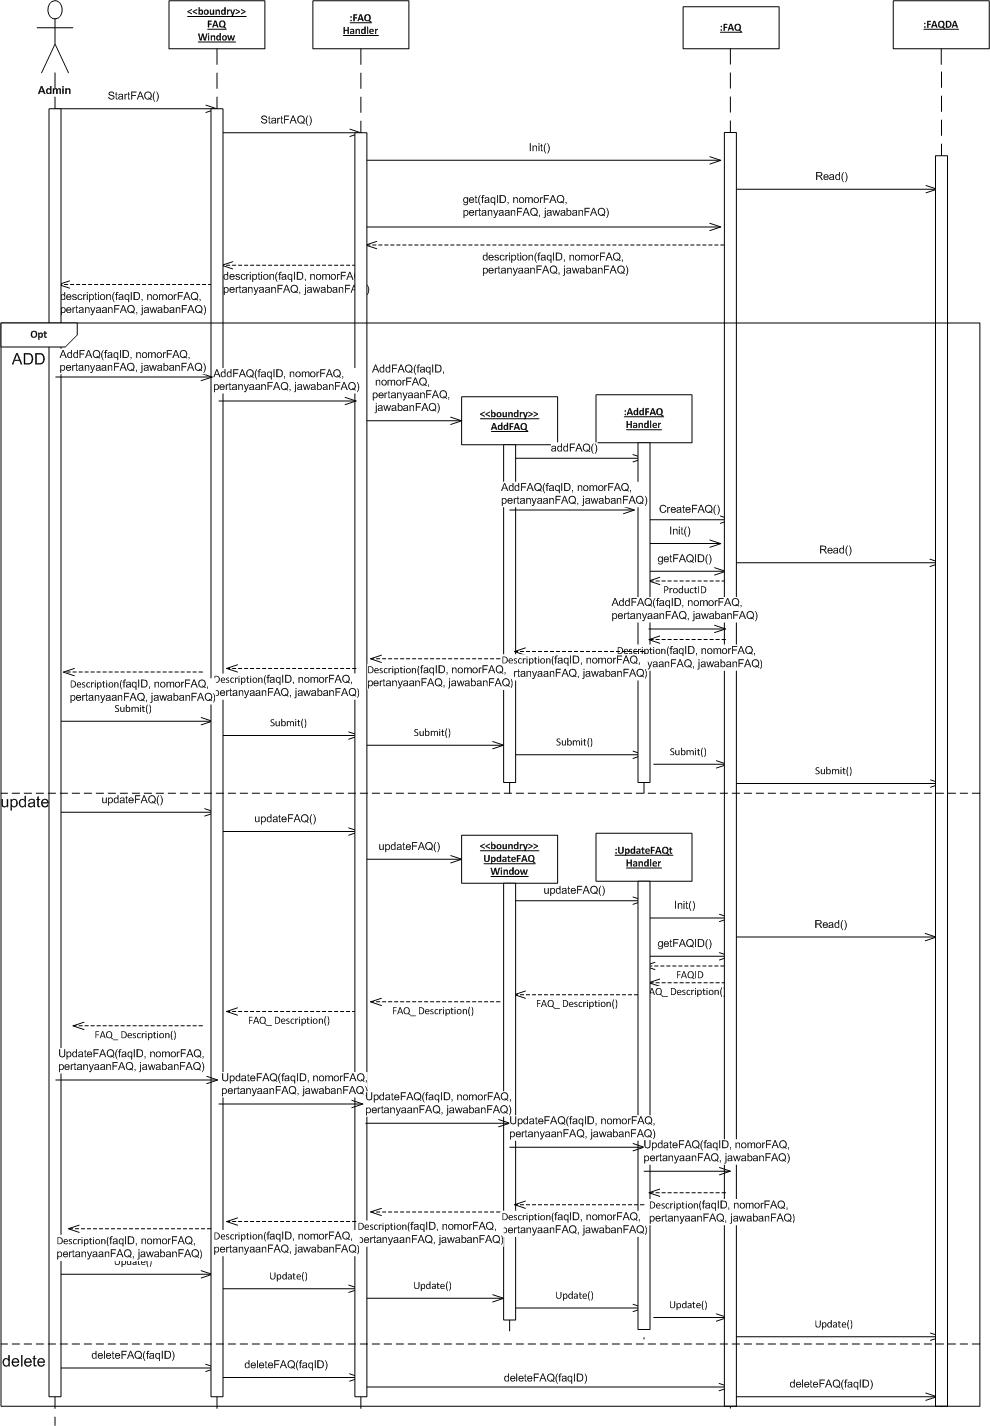 <<boundry>>
FAQ
Window
:FAQ
Handler
:FAQ
:FAQDA
Admin
StartFAQ()
StartFAQ()
Init()
Read()
get(faqID, nomorFAQ,
pertanyaanFAQ, jawabanFAQ)
description(faqID, nomorFAQ,
pertanyaanFAQ, jawabanFAQ)
description(faqID, nomorFA
pertanyaanFAQ, jawabanF )
description(faqID, nomorFAQ,
pertanyaanFAQ, jawabanFAQ)
Opt
ADD
AddFAQ(faqID, nomorFAQ,
pertanyaanFAQ, jawabanFAQ)
AddFAQ(faqID, nomorFAQ,
pertanyaanFAQ, jawabanFAQ)
AddFAQ(faqID,
nomorFAQ,
pertanyaanFAQ,
jawabanFAQ)
<<boundry>>
AddFAQ
:AddFAQ
Handler
addFAQ()
AddFAQ(faqID, nomorFAQ,
pertanyaanFAQ, jawabanFAQ)
CreateFAQ()
Init()
Read()
getFAQID()
ProductID
AddFAQ(faqID, nomorFAQ,
pertanyaanFAQ, jawabanFAQ)
Description(faqID, nomorFAQ,
yaanFAQ, jawabanFAQ)
Description(faqID, nomorFAQ,
rtanyaanFAQ, jawabanFAQ)
Description(faqID, nomorFAQ,
pertanyaanFAQ, jawabanFAQ)
Description(faqID, nomorFAQ,
pertanyaanFAQ, jawabanFAQ)
Description(faqID, nomorFAQ,
pertanyaanFAQ, jawabanFAQ)
Submit()
Submit()
Submit()
Submit()
Submit()
Submit()
update
updateFAQ()
updateFAQ()
updateFAQ()
<<boundry>>
UpdateFAQ
Window
:UpdateFAQt
Handler
updateFAQ()
Init()
Read()
getFAQID()
FAQID
AQ_ Description()
FAQ_ Description()
FAQ_ Description()
FAQ_ Description()
FAQ_ Description()
UpdateFAQ(faqID, nomorFAQ,
pertanyaanFAQ, jawabanFAQ)
UpdateFAQ(faqID, nomorFAQ,
pertanyaanFAQ, jawabanFAQ)
UpdateFAQ(faqID, nomorFAQ,
pertanyaanFAQ, jawabanFAQ)
UpdateFAQ(faqID, nomorFAQ,
pertanyaanFAQ, jawabanFAQ)
UpdateFAQ(faqID, nomorFAQ,
pertanyaanFAQ, jawabanFAQ)
Description(faqID, nomorFAQ,
pertanyaanFAQ, jawabanFAQ)
Description(faqID, nomorFAQ,
pertanyaanFAQ, jawabanFAQ)
Description(faqID, nomorFAQ,
pertanyaanFAQ, jawabanFAQ)
Description(faqID, nomorFAQ,
pertanyaanFAQ, jawabanFAQ)
Description(faqID, nomorFAQ,
pertanyaanFAQ, jawabanFAQ)
Update()
Update()
Update()
Update()
Update()
Update()
delete
deleteFAQ(faqID)
deleteFAQ(faqID)
deleteFAQ(faqID)
deleteFAQ(faqID)